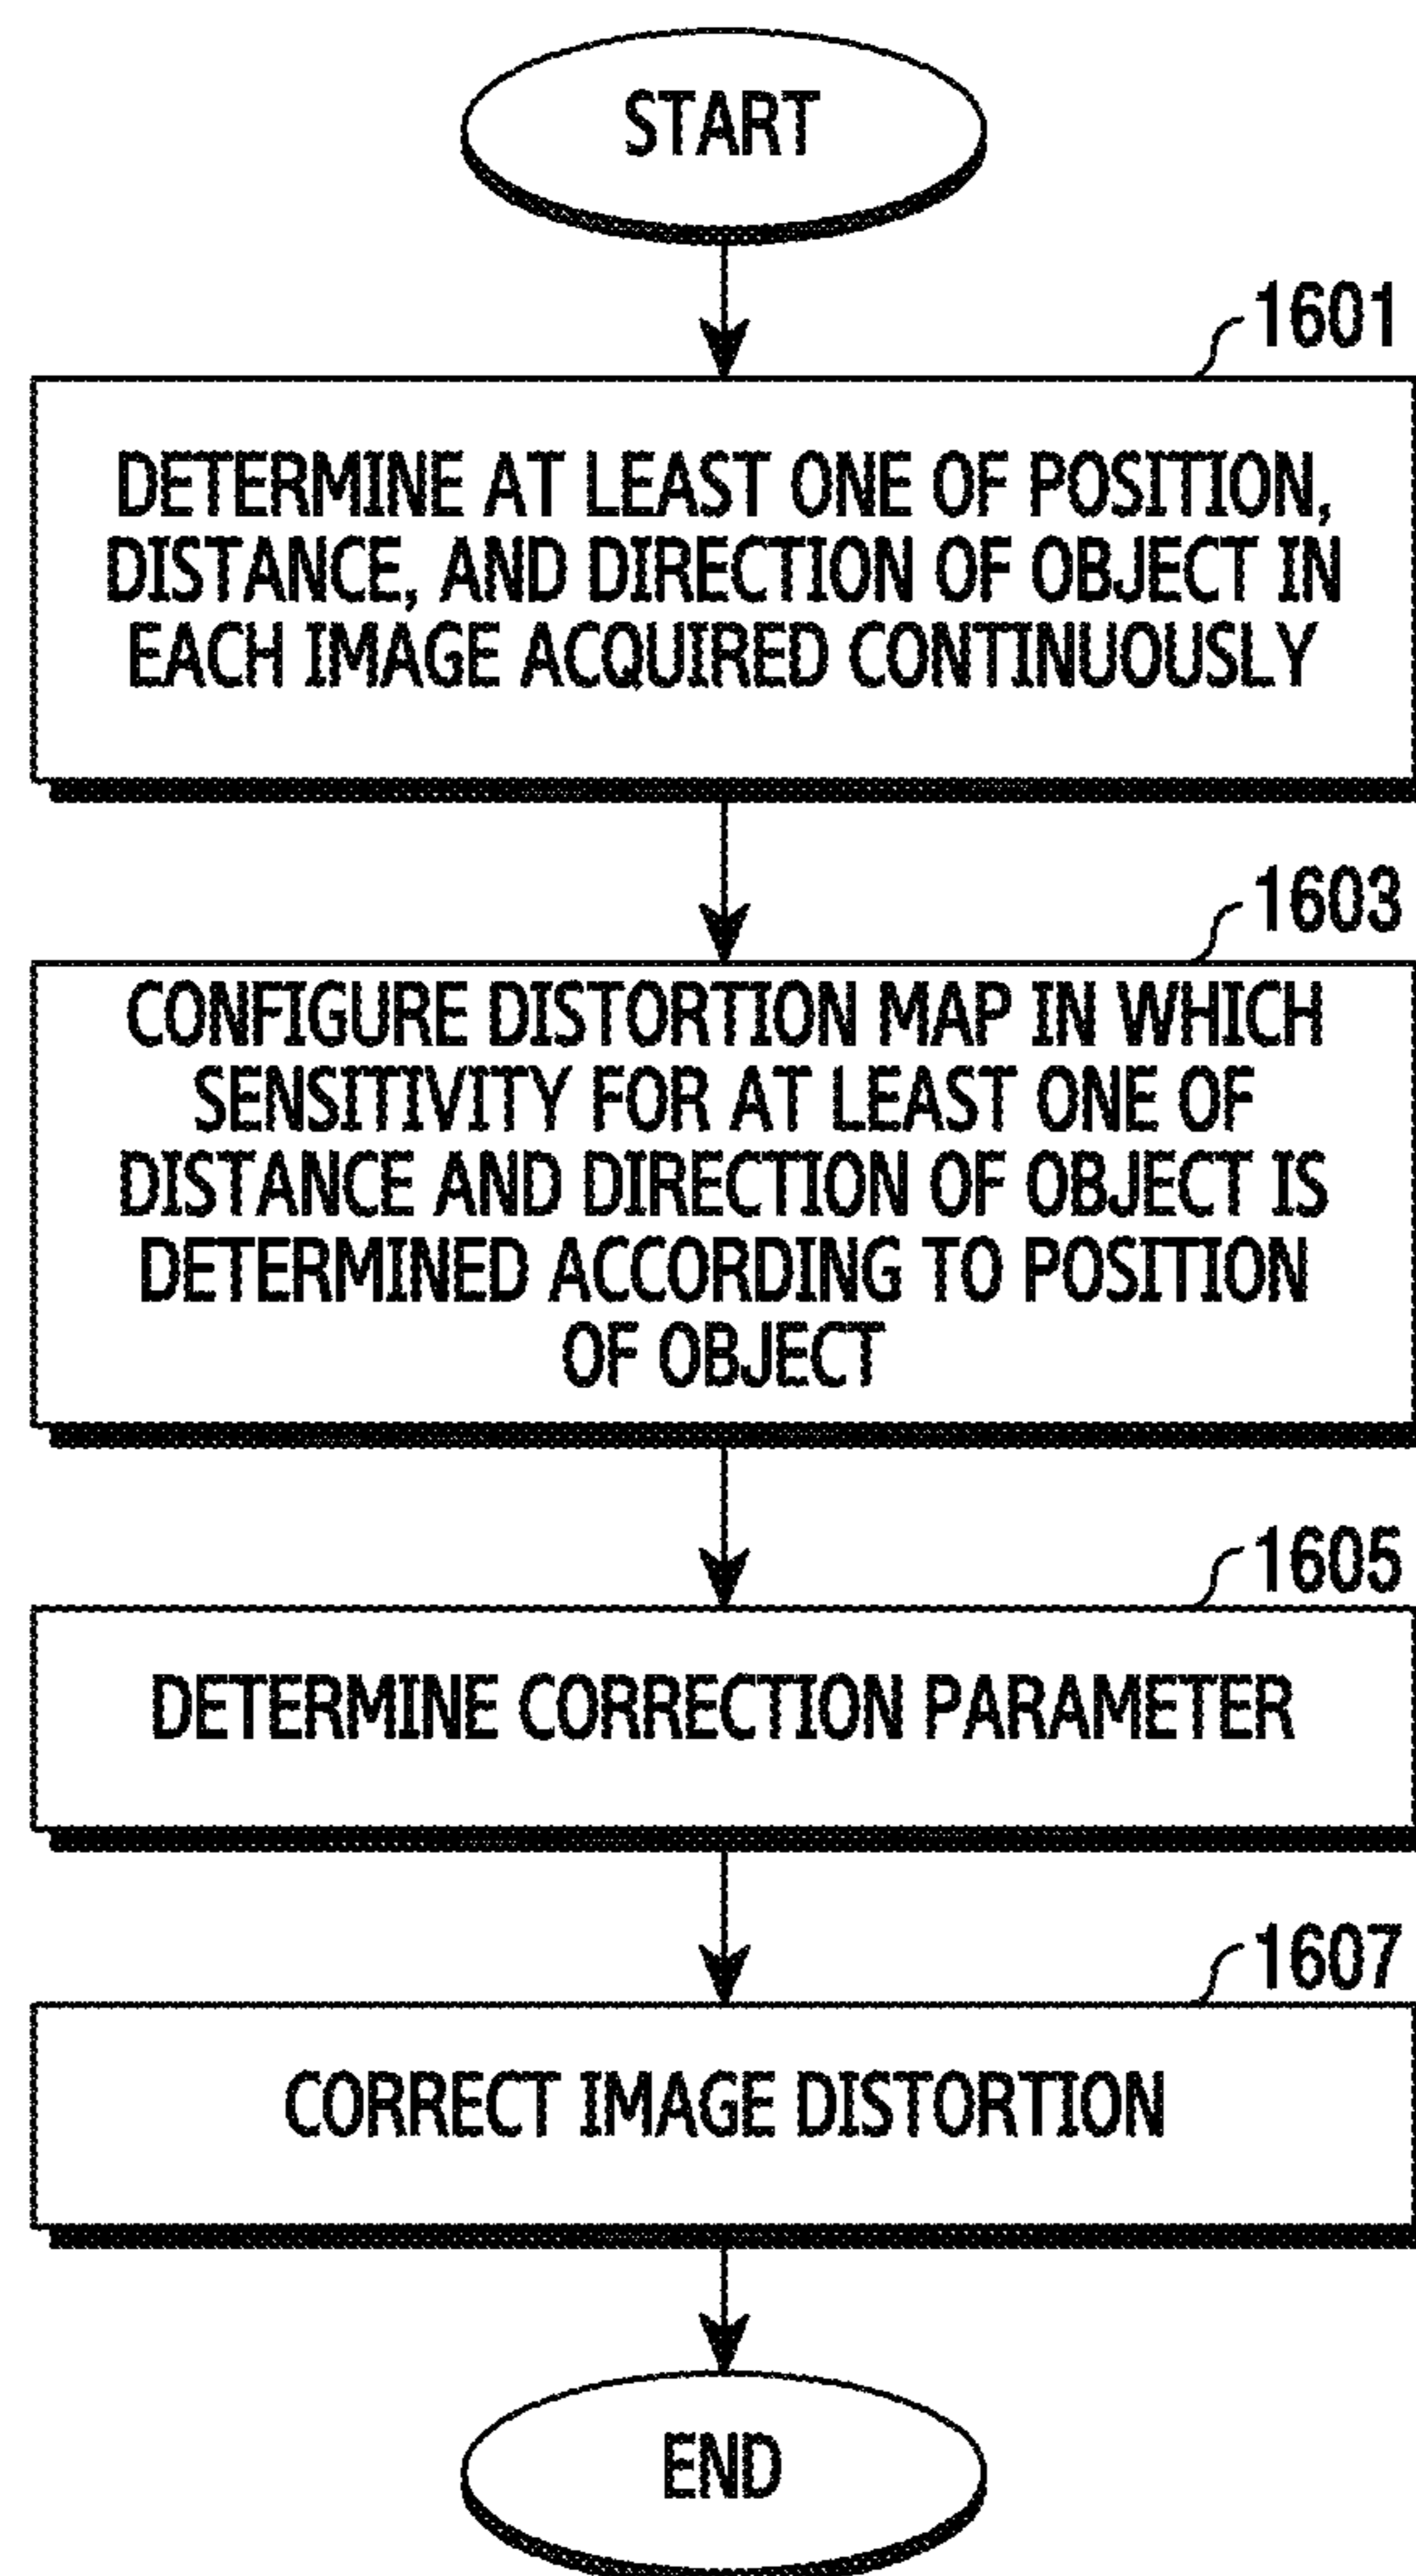 START
1601
DETERMINE AT LEAST ONE OF POSITION,
DISTANCE, AND DIRECTION OF OBJECT IN
EACH IMAGE ACQUIRED CONTINUOUSLY
1603
CONFIGURE DISTORTION MAP IN WHICH
SENSITIVITY FOR AT LEAST ONE OF
DISTANCE AND DIRECTION OF OBJECT IS
DETERMINED ACCORDING TO POSITION
OF OBJECT
1605
DETERMINE CORRECTION PARAMETER
1607
CORRECT IMAGE DISTORTION
END